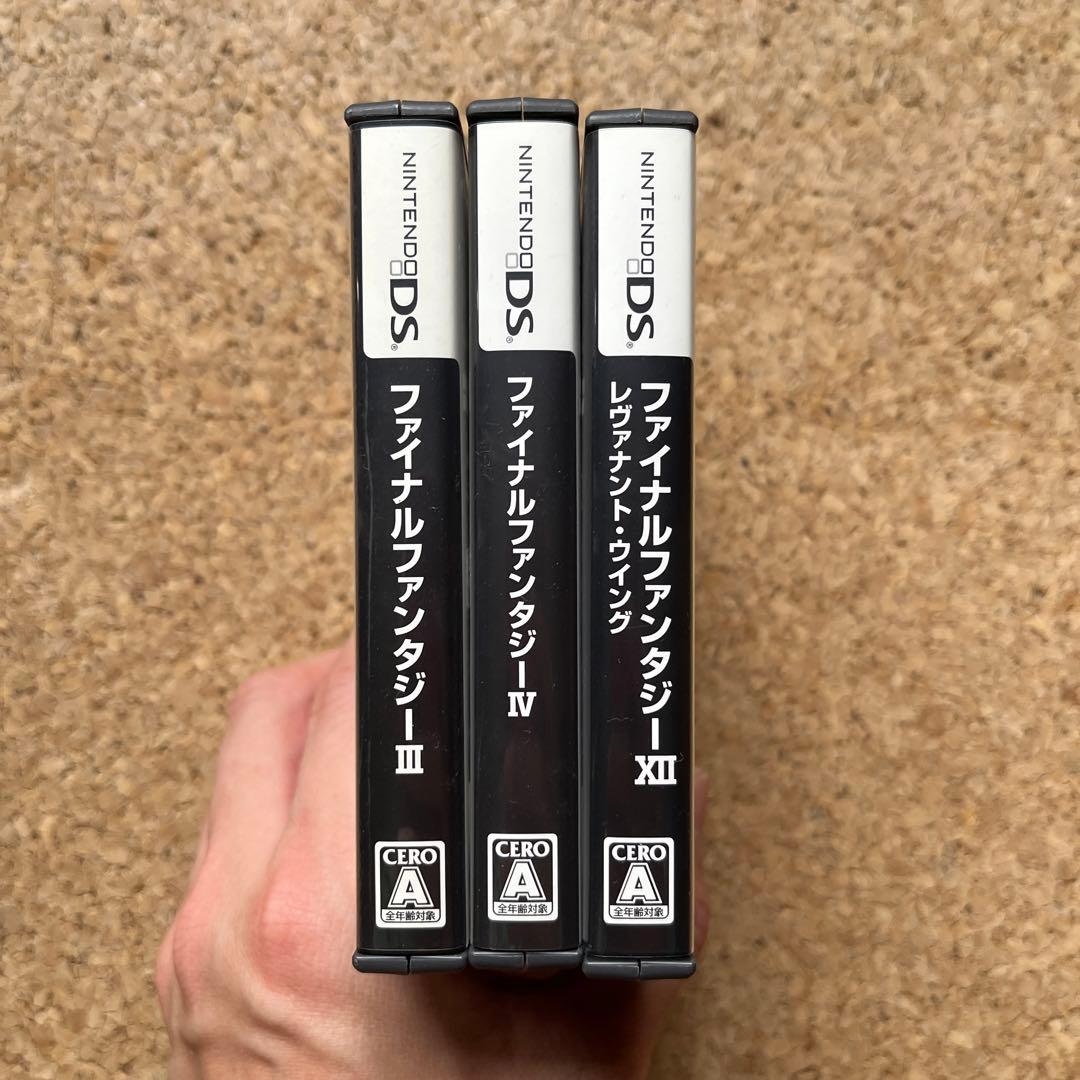 NINTENDO DS®
ファイナルファンタジーIII
CERO
A
全年齢対象
NINTENDO DS®
ファイナルファンタジーIV
CERO
A
全年齢対象
NINTENDO DS®
ファイナルファンタジーXII
レヴァナント・ウイング
CERO
A
全年齢対象